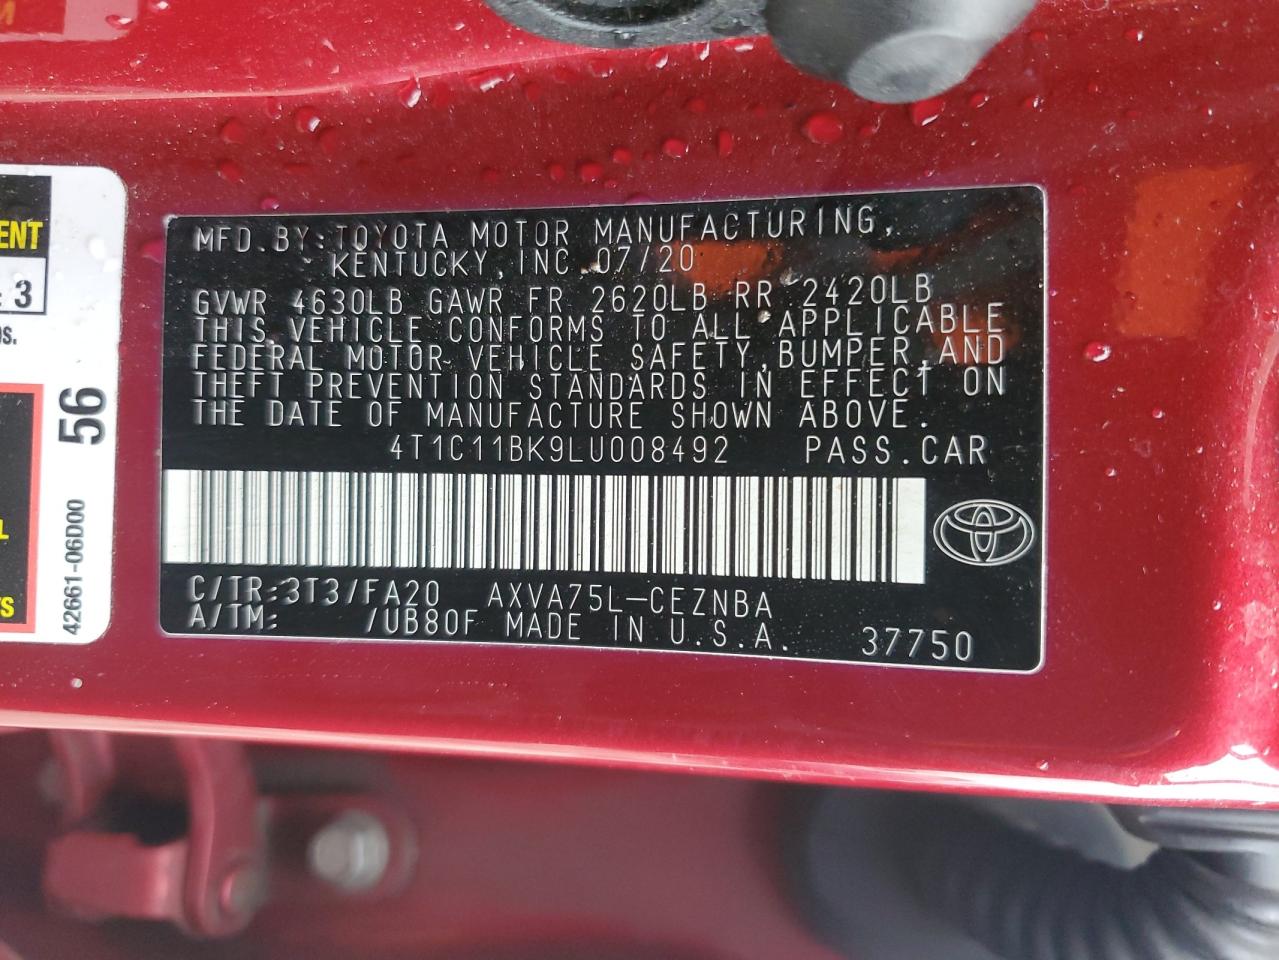 MFD.BY:TOYOTA MOTOR MANUFACTURING,
KENTUCKY,INC.07/20
GVWR 4630LB GAWR FR 2620LB RR 2420LB
THIS VEHICLE CONFORMS TO ALL APPLICABLE
FEDERAL MOTOR VEHICLE SAFETY,BUMPER,AND
THEFT PREVENTION STANDARDS IN EFFECT ON
THE DATE OF MANUFACTURE SHOWN ABOVE.
4T1C11BK9LU008492 PASS.CAR
C/TR:3T3/FA20 AXVA75L-CEZNBA
A/TM: /UB80F MADE IN U.S.A. 37750
3
56
42661-06D00